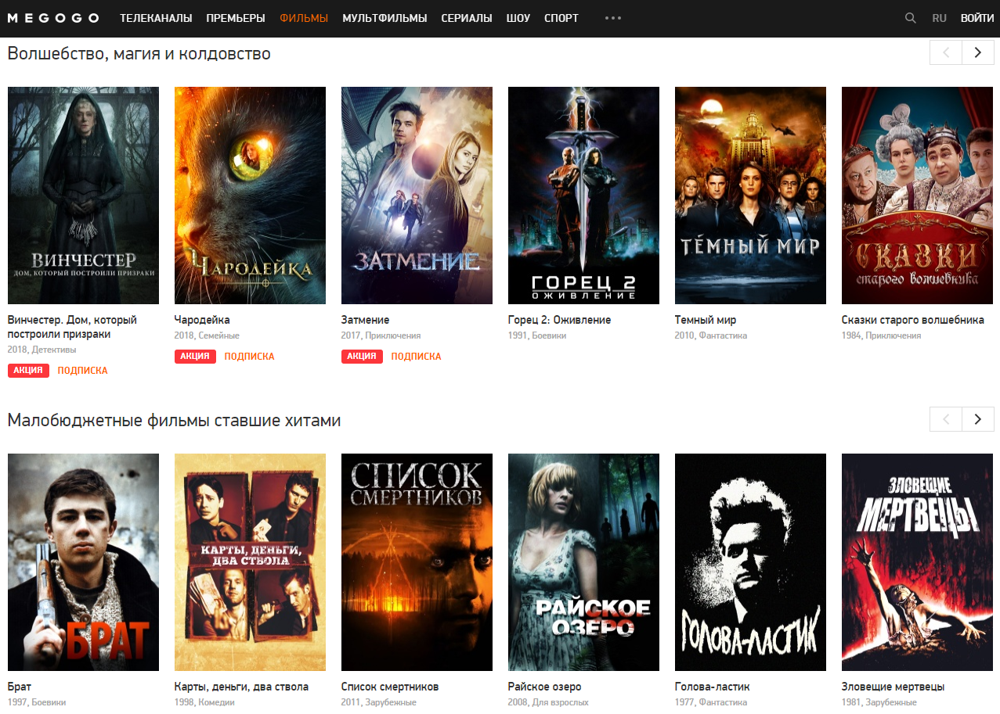 MEGOGO ТЕЛЕКАНАЛЫ ПРЕМЬЕРЫ ФИЛЬМЫ МУЛЬТФИЛЬМЫ СЕРИАЛЫ ШОУ СПОРТ RU ВОЙТИ
Волшебство, магия и колдовство
ВИНЧЕСТЕР
ДОМ, КОТОРЫЙ ПОСТРОИЛИ ПРИЗРАКИ
ЧАРОДЕЙКА
ЗАТМЕНИЕ
ГОРЕЦ 2
ОЖИВЛЕНИЕ
ТЁМНЫЙ МИР
СКАЗКИ
старого волшебника
Винчестер. Дом, который
построили призраки
2018, Детективы
АКЦИЯ ПОДПИСКА
Чародейка
2018, Семейные
АКЦИЯ ПОДПИСКА
Затмение
2017, Приключения
АКЦИЯ ПОДПИСКА
Горец 2: Оживление
1991, Боевики
Темный мир
2010, Фантастика
Сказки старого волшебника
1984, Приключения
Малобюджетные фильмы ставшие хитами
БРАТ
КАРТЫ, ДЕНЬГИ,
ДВА СТВОЛА
СПИСОК
СМЕРТНИКОВ
РАЙСКОЕ
ОЗЕРО
ГОЛОВА-ЛАСТИК
ЗЛОВЕЩИЕ
МЕРТВЕЦЫ
Брат
1997, Боевики
Карты, деньги, два ствола
1998, Комедии
Список смертников
2011, Зарубежные
Райское озеро
2008, Для взрослых
Голова-ластик
1977, Фантастика
Зловещие мертвецы
1981, Зарубежные